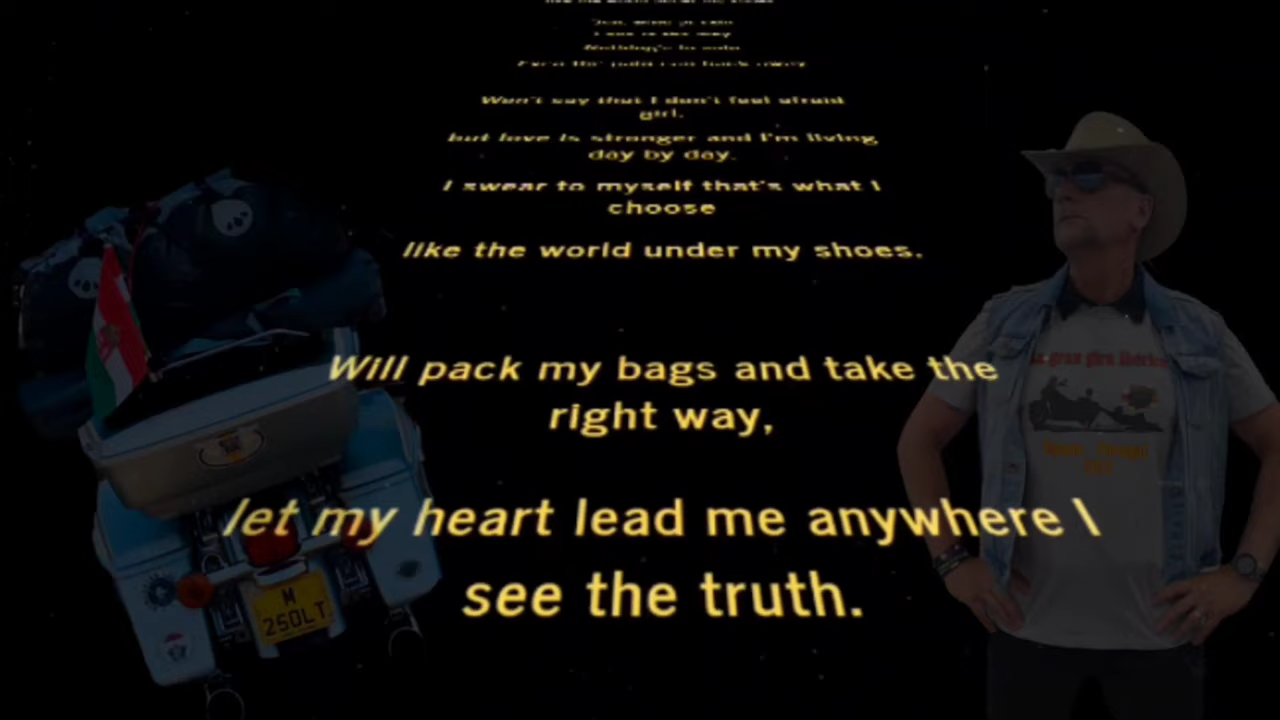 Won't say that I don't feel afraid
girl.
but love is stronger and I'm living
day by day.
I swear to myself that's what I
choose
like the world under my shoes.
Will pack my bags and take the
right way,
let my heart lead me anywhere I
see the truth.
M
250LT